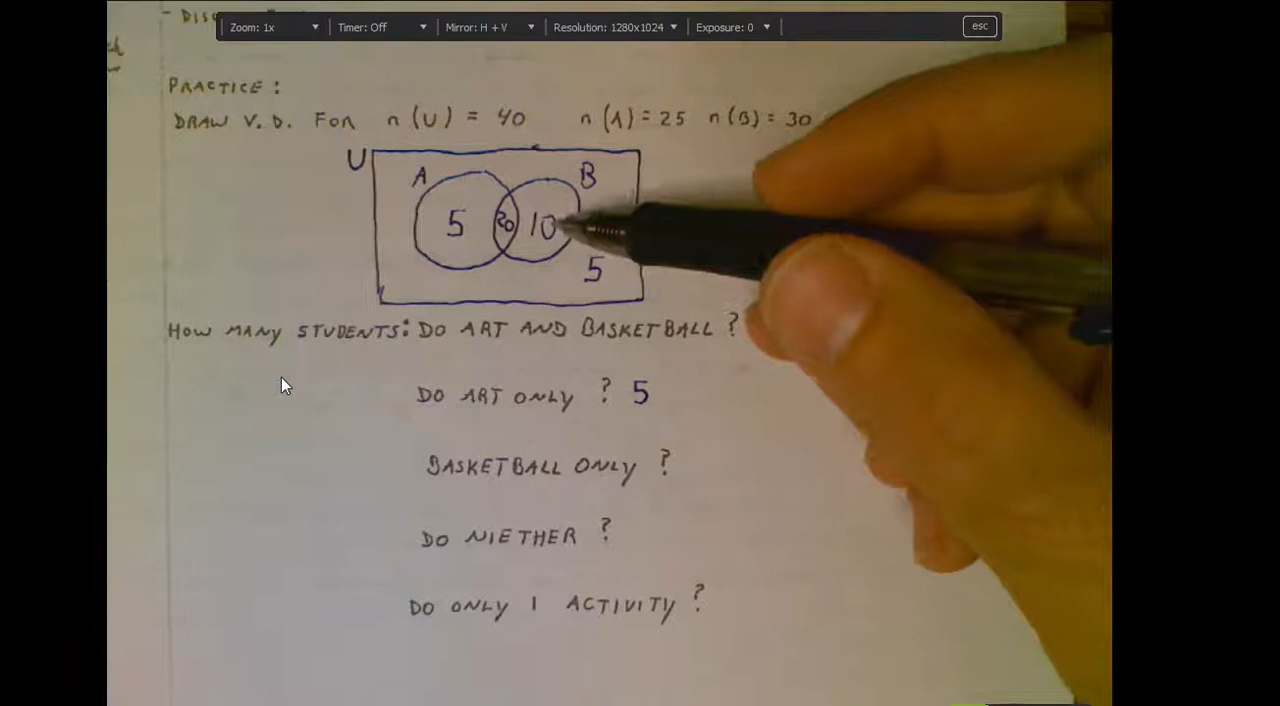 Zoom: 1x Timer: Off Mirror: H + V Resolution: 1280x1024 Exposure: 0 esc
PRACTICE:
DRAW V. D. FOR n (U) = 40 n (A) = 25 n (B) = 30
U
A B
5 20 10
5
HOW MANY STUDENTS: DO ART AND BASKETBALL ?
DO ART ONLY ? 5
BASKETBALL ONLY ?
DO NIETHER ?
DO ONLY 1 ACTIVITY ?